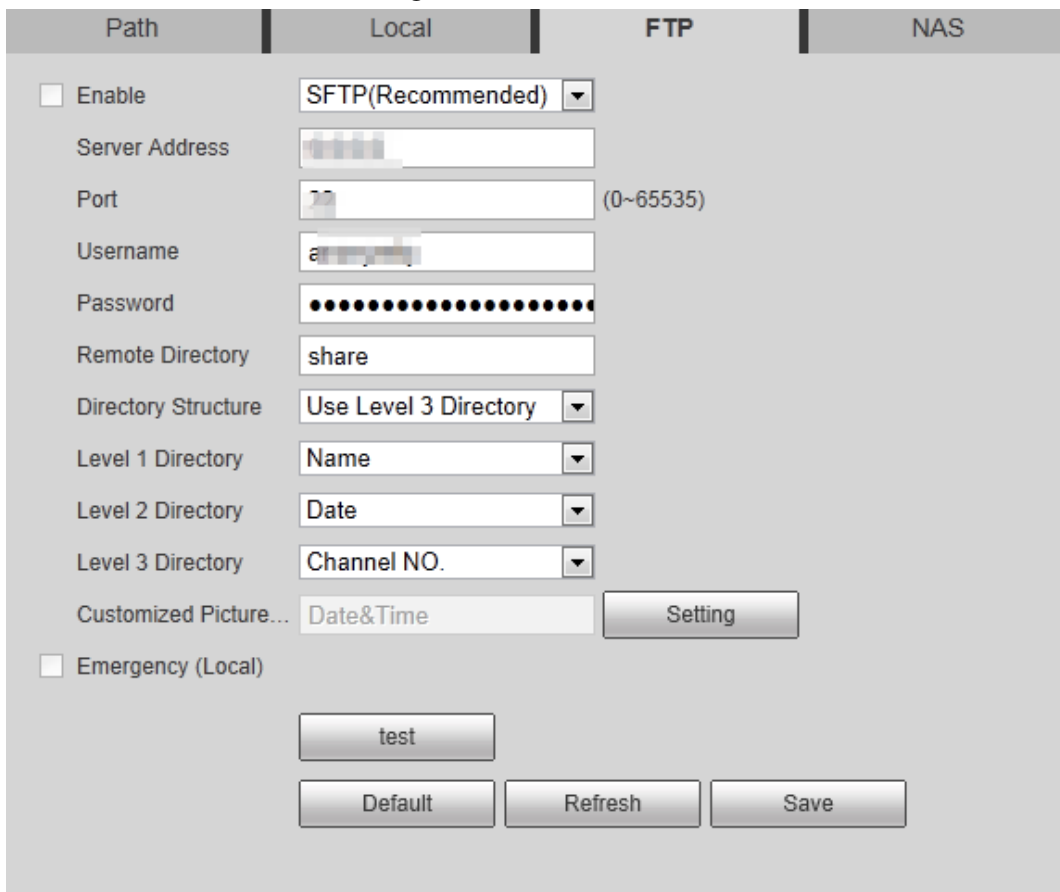 Path Local FTP NAS
Enable SFTP(Recommended)
Server Address
Port (0~65535)
Username
Password ●●●●●●●●●●●●●●●●●●●●
Remote Directory share
Directory Structure Use Level 3 Directory
Level 1 Directory Name
Level 2 Directory Date
Level 3 Directory Channel NO.
Customized Picture... Date&Time Setting
Emergency (Local)
test
Default Refresh Save